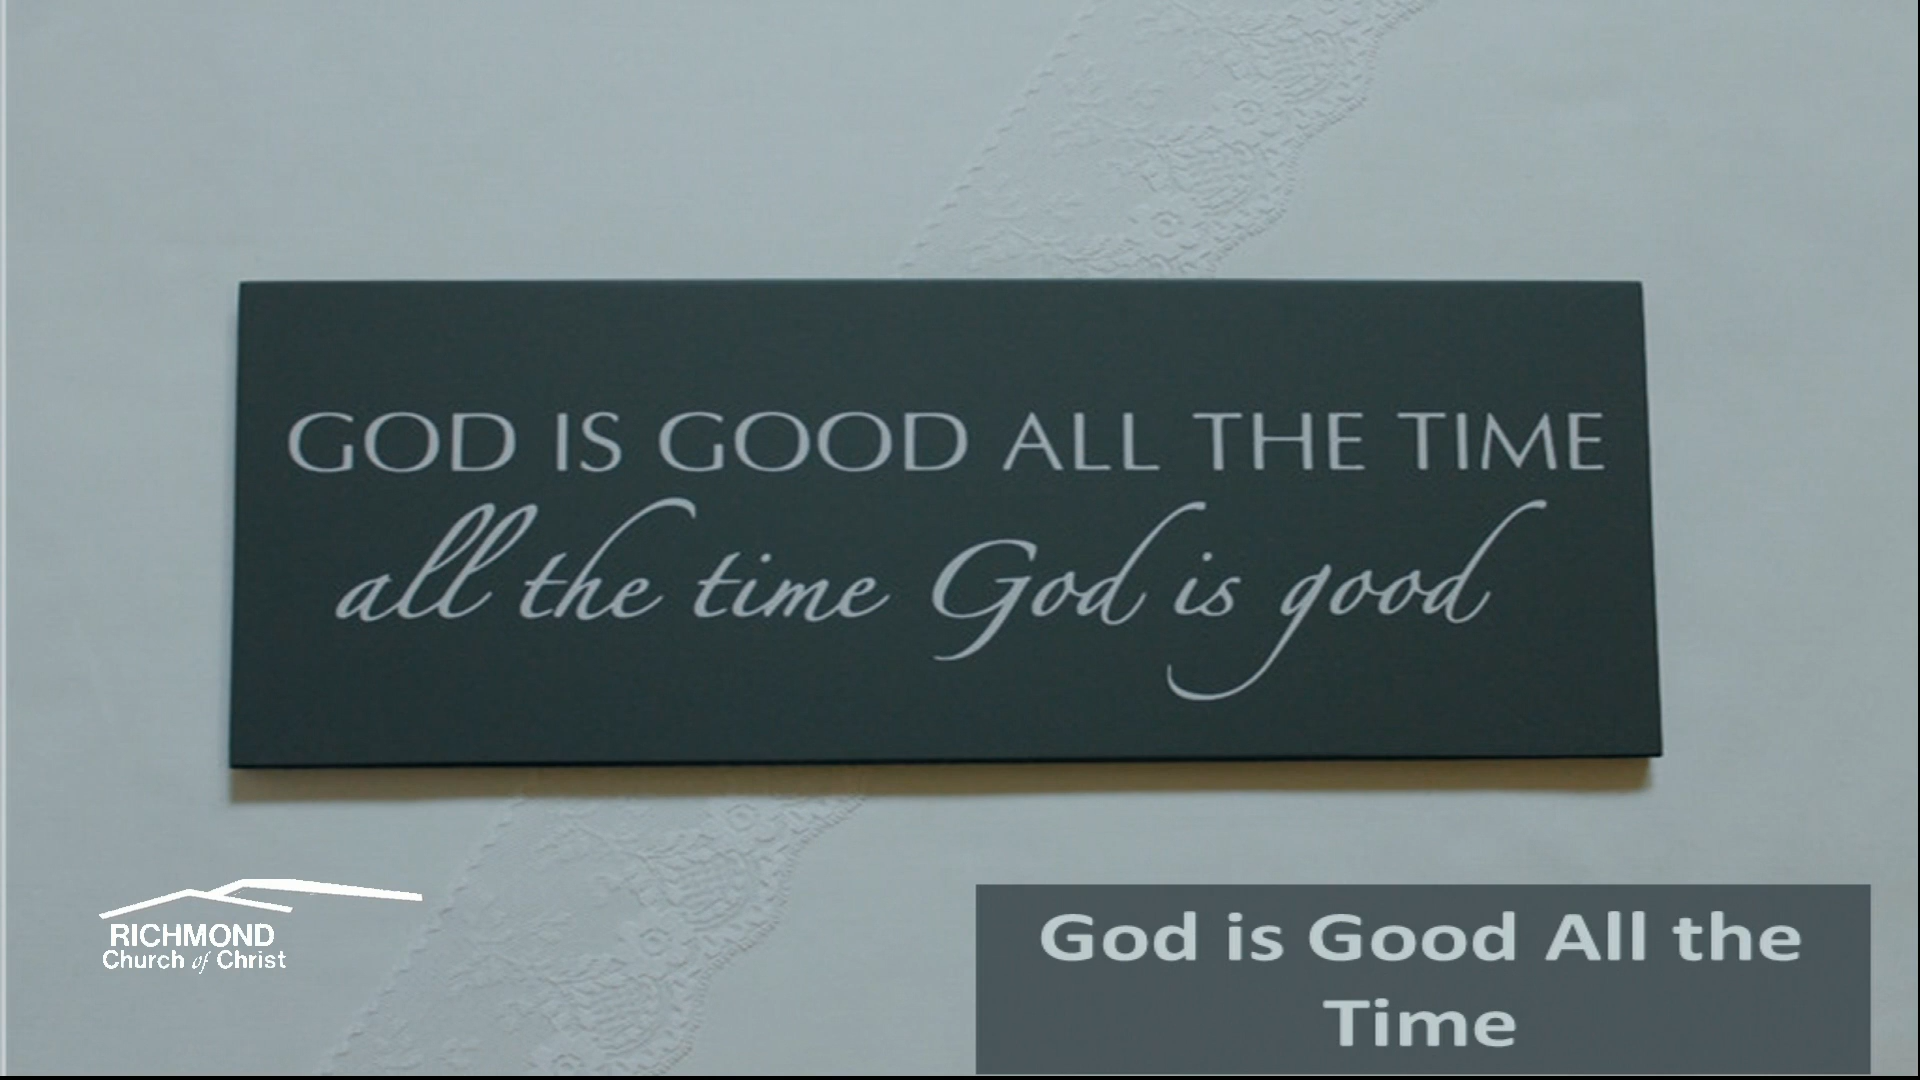 GOD IS GOOD ALL THE TIME
all the time God is good
RICHMOND
Church of Christ
God is Good All the
Time